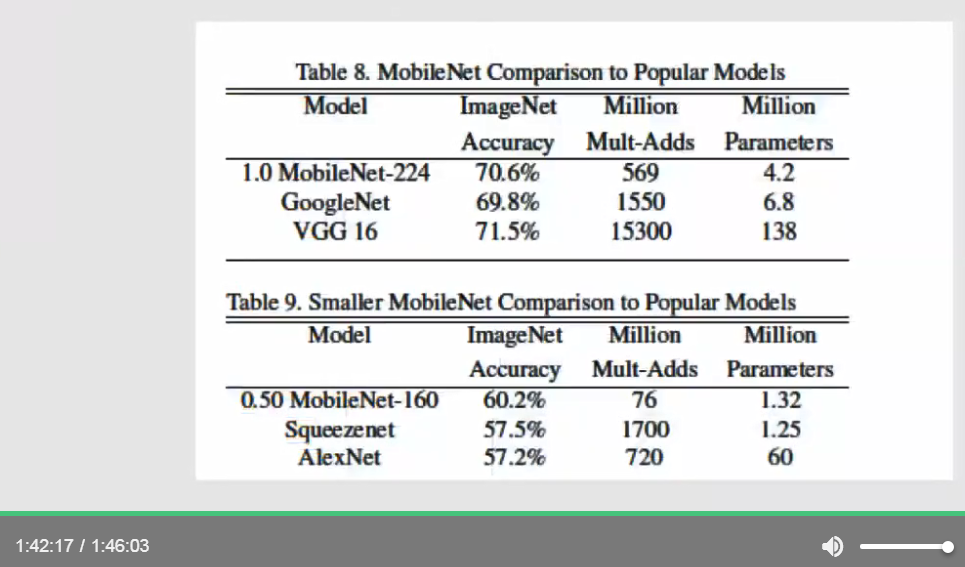 Table 8. MobileNet Comparison to Popular Models
Model ImageNet Million Million
Accuracy Mult-Adds Parameters
1.0 MobileNet-224 70.6% 569 4.2
GoogleNet 69.8% 1550 6.8
VGG 16 71.5% 15300 138
Table 9. Smaller MobileNet Comparison to Popular Models
Model ImageNet Million Million
Accuracy Mult-Adds Parameters
0.50 MobileNet-160 60.2% 76 1.32
Squeezenet 57.5% 1700 1.25
AlexNet 57.2% 720 60
1:42:17 / 1:46:03